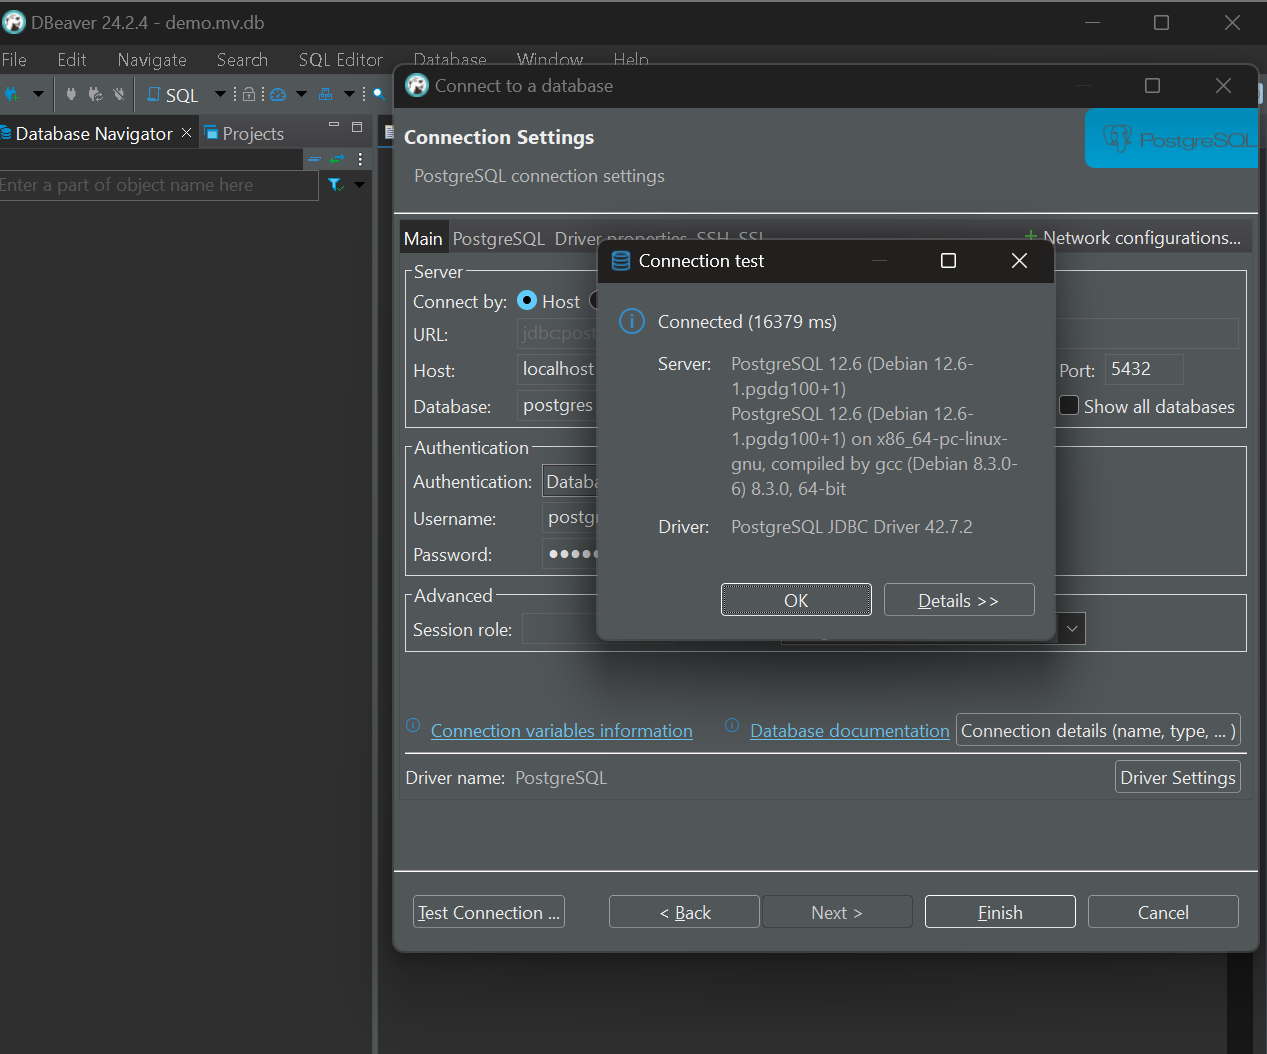 DBeaver 24.2.4 - demo.mv.db
File Edit Navigate Search SQL Editor Database Window Help
SQL
Database Navigator Projects
Enter a part of object name here
Connect to a database
Connection Settings
PostgreSQL connection settings
PostgreSQL
Main PostgreSQL Driver properties SSH SSL Network configurations...
Server
Connect by: Host
URL: jdbc:post
Host: localhost Port: 5432
Database: postgres Show all databases
Authentication
Authentication: Databa
Username: postgr
Password:
Advanced
Session role:
Connection test
Connected (16379 ms)
Server: PostgreSQL 12.6 (Debian 12.6-
1.pgdg100+1)
PostgreSQL 12.6 (Debian 12.6-
1.pgdg100+1) on x86_64-pc-linux-
gnu, compiled by gcc (Debian 8.3.0-
6) 8.3.0, 64-bit
Driver: PostgreSQL JDBC Driver 42.7.2
OK Details >>
Connection variables information Database documentation Connection details (name, type, ... )
Driver name: PostgreSQL Driver Settings
Test Connection ... < Back Next > Finish Cancel